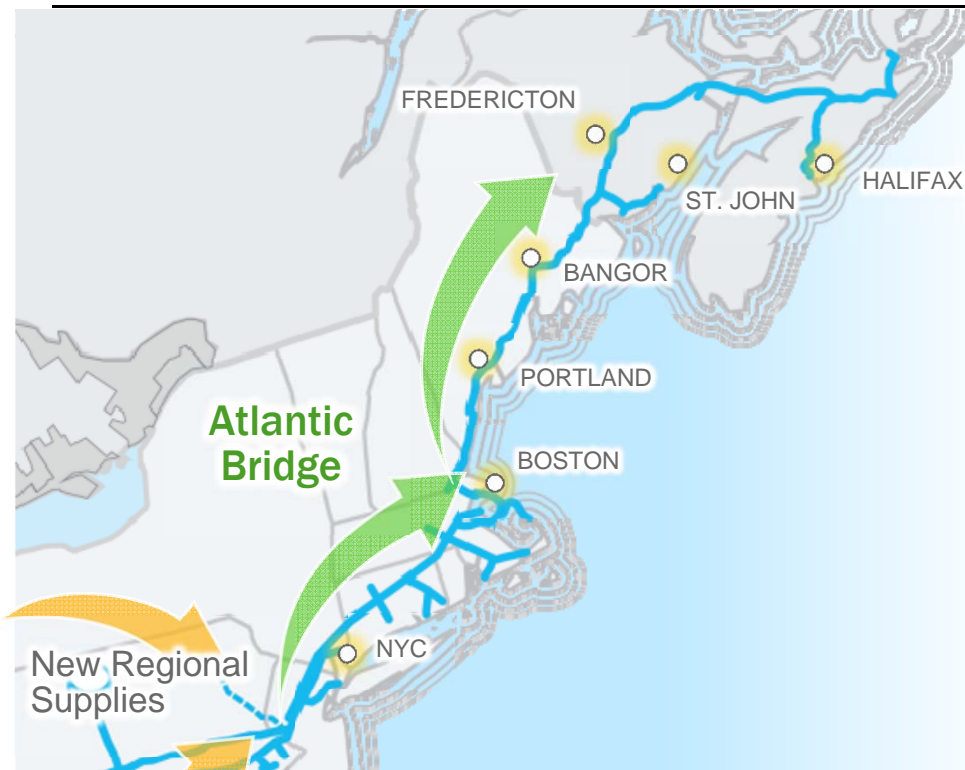 FREDERICTON
ST. JOHN
HALIFAX
BANGOR
PORTLAND
Atlantic
Bridge
BOSTON
NYC
New Regional
Supplies